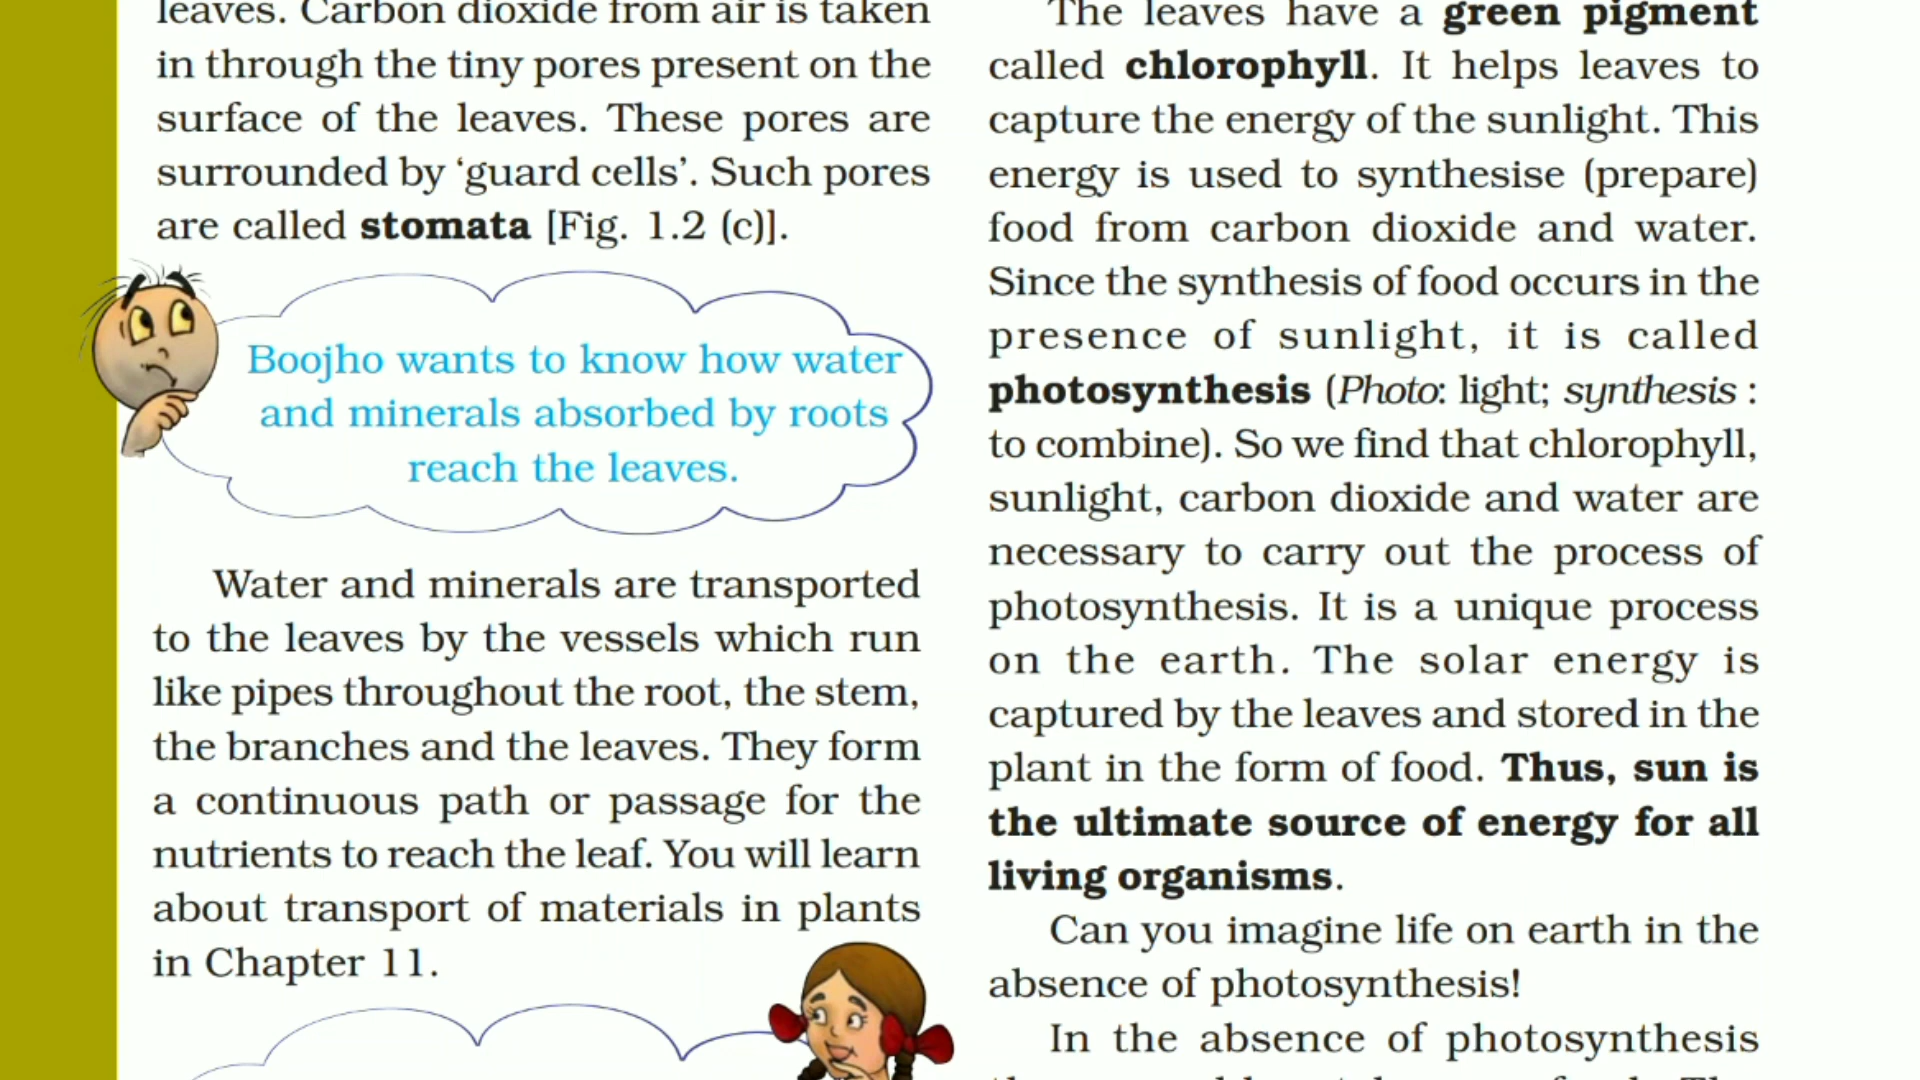 leaves. Carbon dioxide from air is taken
in through the tiny pores present on the
surface of the leaves. These pores are
surrounded by ‘guard cells’. Such pores
are called stomata [Fig. 1.2 (c)].
Boojho wants to know how water
and minerals absorbed by roots
reach the leaves.
Water and minerals are transported
to the leaves by the vessels which run
like pipes throughout the root, the stem,
the branches and the leaves. They form
a continuous path or passage for the
nutrients to reach the leaf. You will learn
about transport of materials in plants
in Chapter 11.
The leaves have a green pigment
called chlorophyll. It helps leaves to
capture the energy of the sunlight. This
energy is used to synthesise (prepare)
food from carbon dioxide and water.
Since the synthesis of food occurs in the
presence of sunlight, it is called
photosynthesis (Photo: light; synthesis :
to combine). So we find that chlorophyll,
sunlight, carbon dioxide and water are
necessary to carry out the process of
photosynthesis. It is a unique process
on the earth. The solar energy is
captured by the leaves and stored in the
plant in the form of food. Thus, sun is
the ultimate source of energy for all
living organisms.
Can you imagine life on earth in the
absence of photosynthesis!
In the absence of photosynthesis